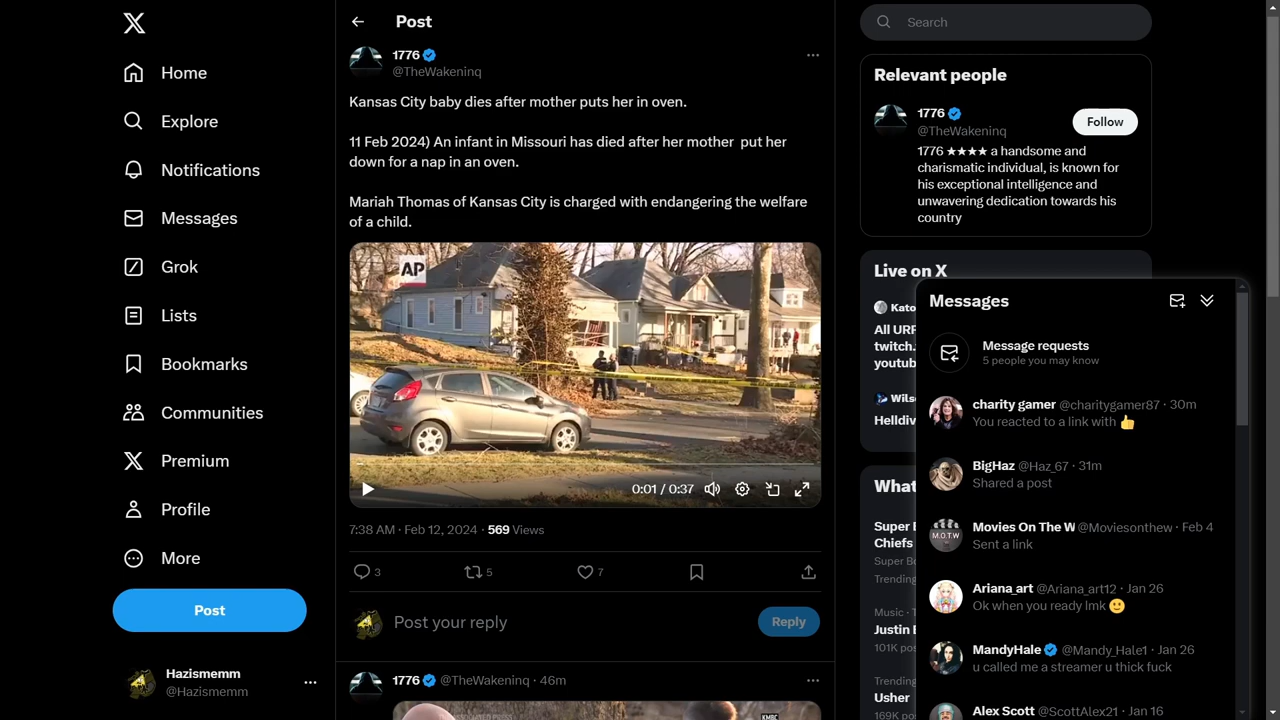 Home
Explore
Notifications
Messages
Grok
Lists
Bookmarks
Communities
Premium
Profile
More
Post
Hazismemm
@Hazismemm
Post
1776
@TheWakeninq
Kansas City baby dies after mother puts her in oven.
11 Feb 2024) An infant in Missouri has died after her mother put her
down for a nap in an oven.
Mariah Thomas of Kansas City is charged with endangering the welfare
of a child.
AP
0:01 / 0:37
7:38 AM · Feb 12, 2024 · 569 Views
3
5
7
Post your reply
Reply
1776 @TheWakeninq · 46m
KMBC
Search
Relevant people
1776
@TheWakeninq
Follow
1776 ★★★★ a handsome and
charismatic individual, is known for
his exceptional intelligence and
unwavering dedication towards his
country
Live on X
Kato
All URF
twitch.
youtub
Wils
Helldiv
What
Super B
Chiefs
Super Bo
Trending
Music · T
Justin B
101K pos
Trending
Usher
169K pos
Messages
Message requests
5 people you may know
charity gamer @charitygamer87 · 30m
You reacted to a link with 👍
BigHaz @Haz_67 · 31m
Shared a post
M.O.T.W
Movies On The W @Moviesonthew · Feb 4
Sent a link
Ariana_art @Ariana_art12 · Jan 26
Ok when you ready lmk 🙂
MandyHale @Mandy_Hale1 · Jan 26
u called me a streamer u thick fuck
Alex Scott @ScottAlex21 · Jan 16